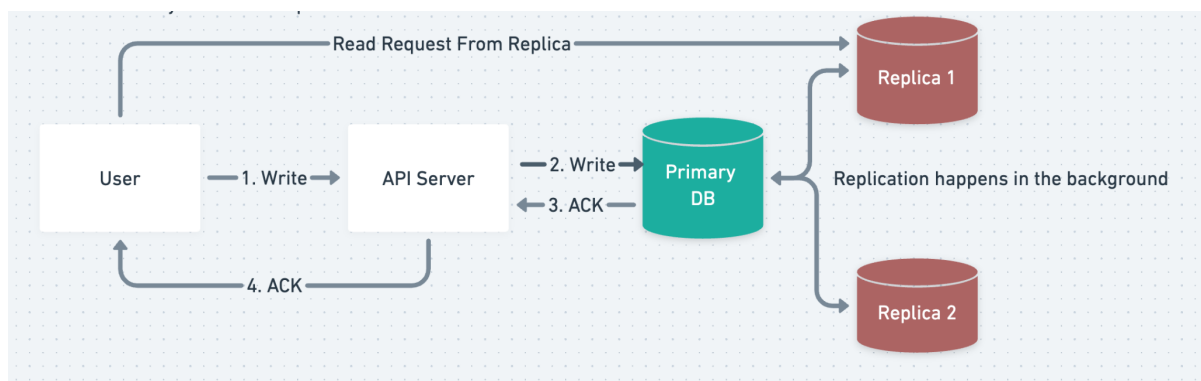 Read Request From Replica
Replica 1
User
1. Write
API Server
2. Write
3. ACK
Primary
DB
Replication happens in the background
4. ACK
Replica 2